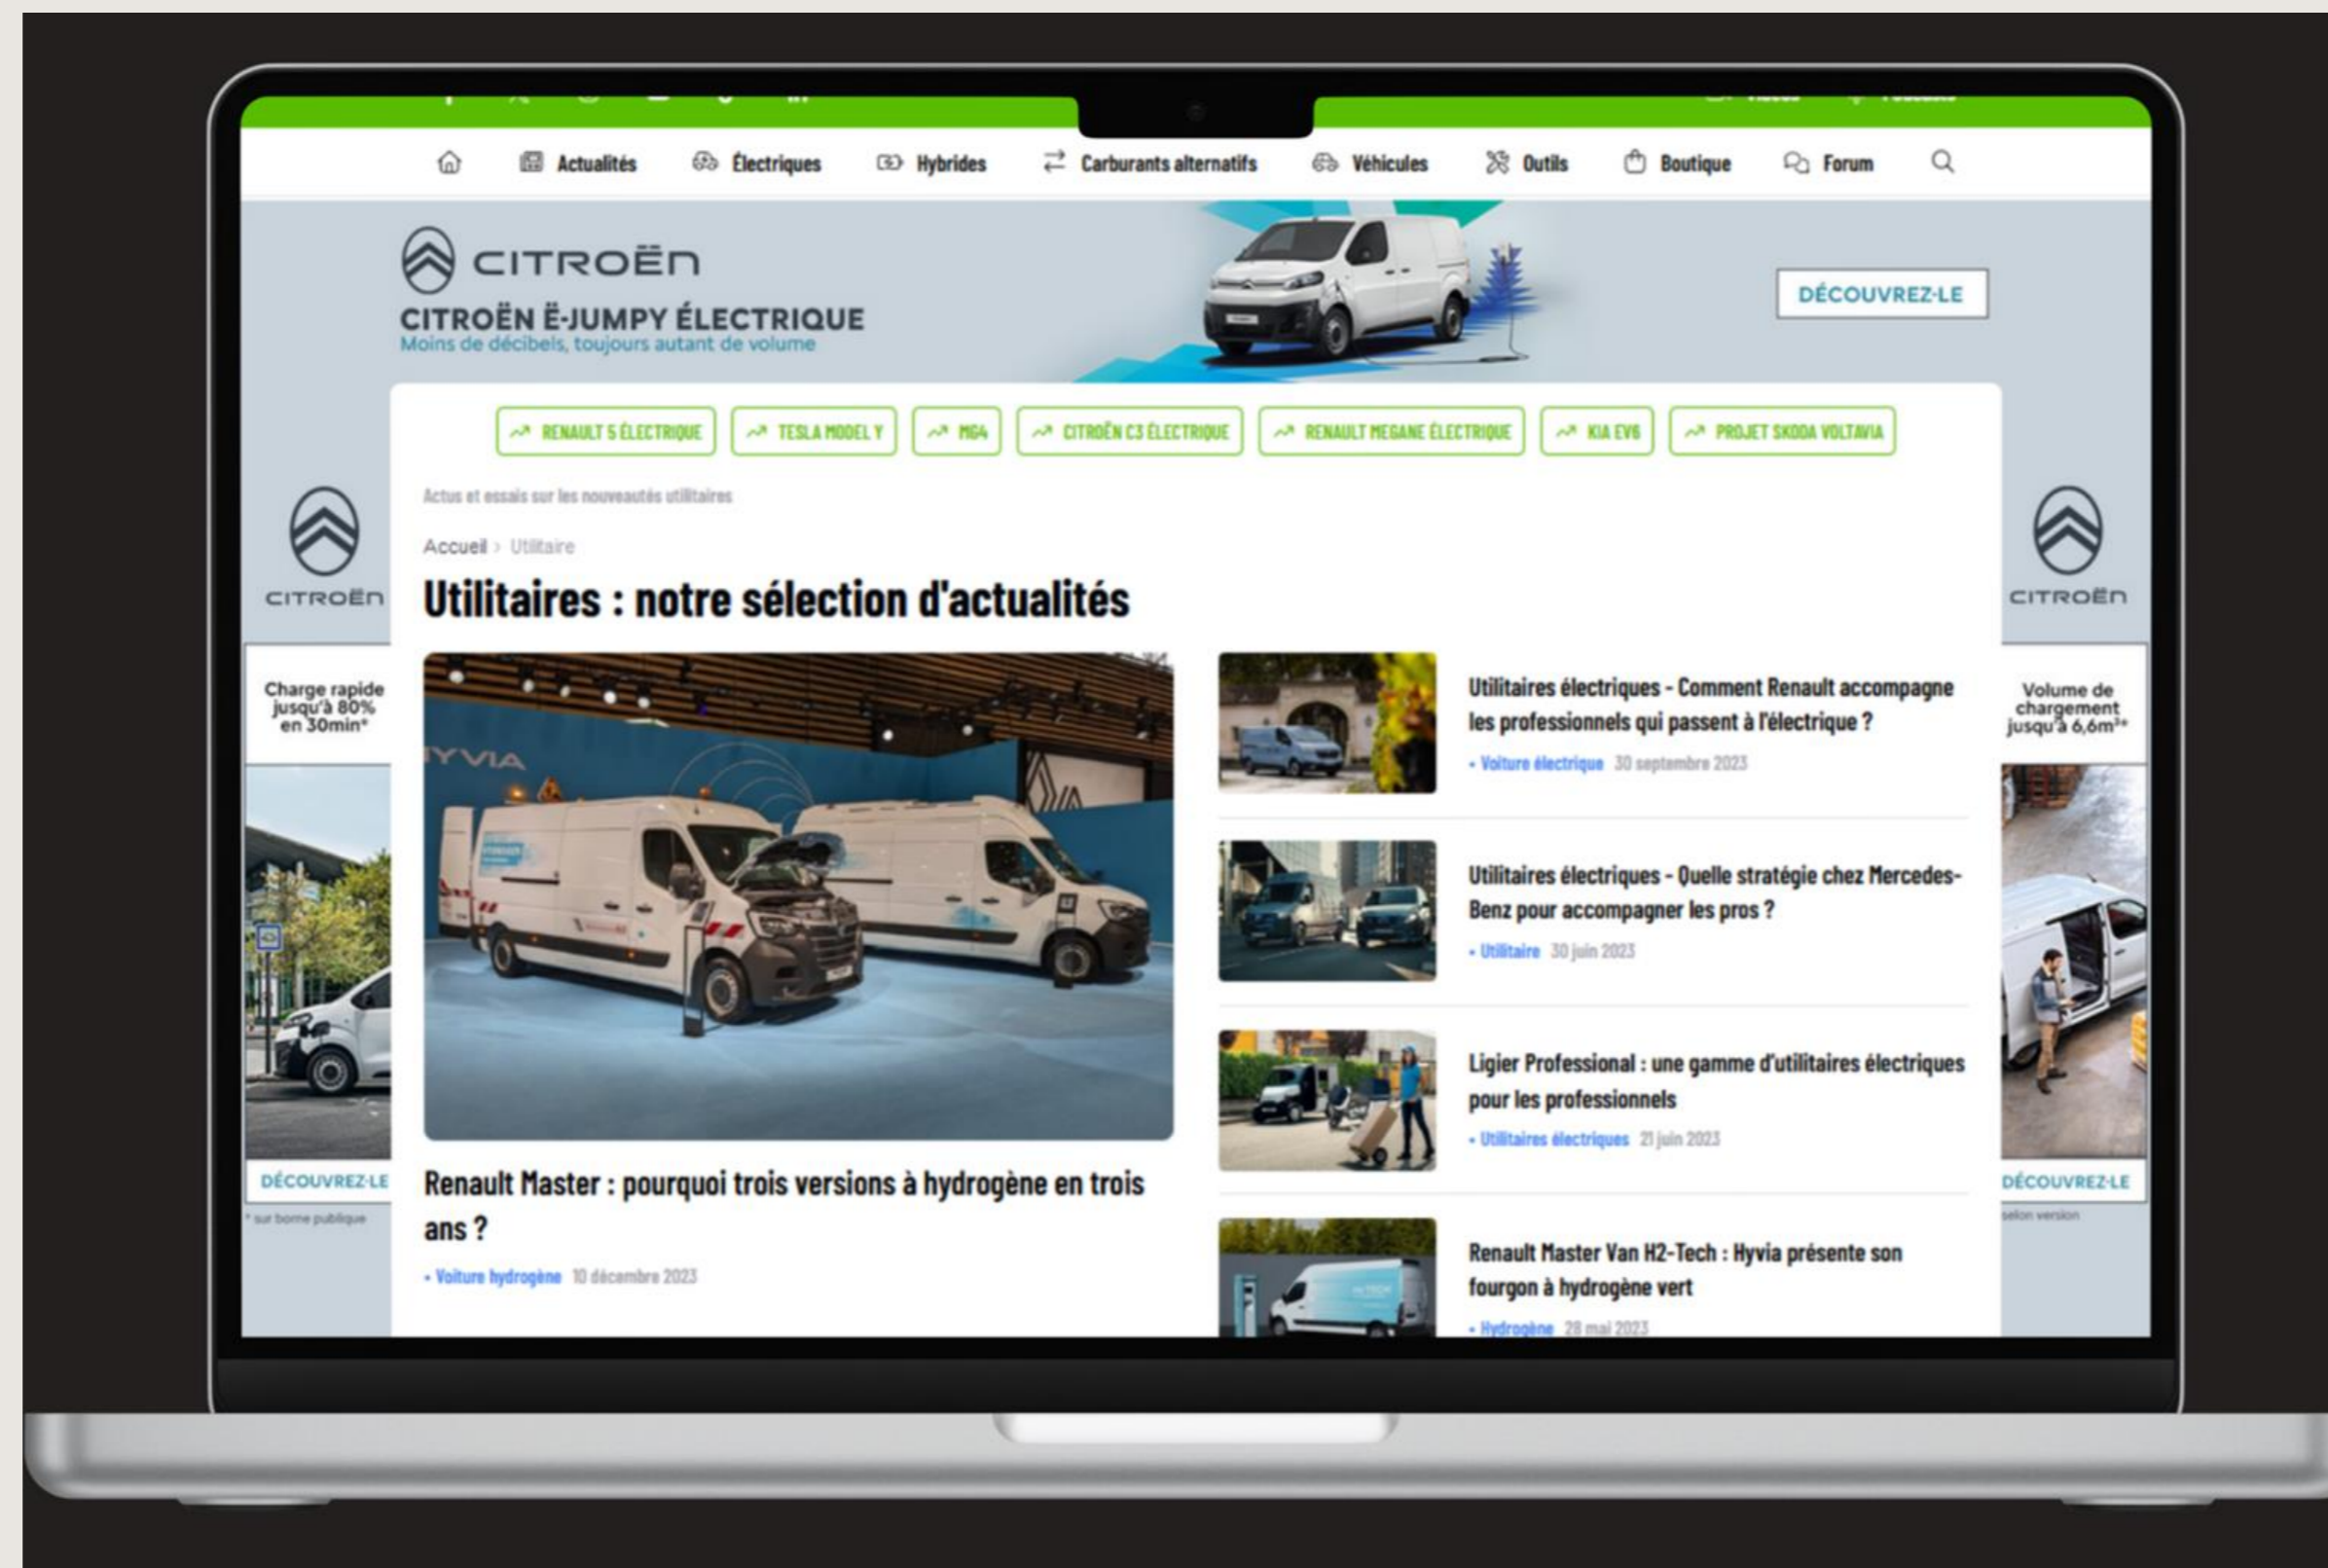 Actualités
Électriques
Hybrides
Carburants alternatifs
Véhicules
Outils
Boutique
Forum
CITROËN
CITROËN Ë-JUMPY ÉLECTRIQUE
Moins de décibels, toujours autant de volume
DÉCOUVREZ-LE
RENAULT 5 ÉLECTRIQUE
TESLA MODEL Y
MG4
CITROËN C3 ÉLECTRIQUE
RENAULT MEGANE ÉLECTRIQUE
KIA EV6
PROJET SKODA VOLTAVIA
Actus et essais sur les nouveautés utilitaires
Accueil > Utilitaire
Utilitaires : notre sélection d'actualités
CITROËN
Charge rapide
jusqu'à 80%
en 30min*
DÉCOUVREZ-LE
* sur borne publique
HYVIA
Renault Master : pourquoi trois versions à hydrogène en trois
ans ?
• Voiture hydrogène 10 décembre 2023
Utilitaires électriques - Comment Renault accompagne
les professionnels qui passent à l'électrique ?
• Voiture électrique 30 septembre 2023
Utilitaires électriques - Quelle stratégie chez Mercedes-
Benz pour accompagner les pros ?
• Utilitaire 30 juin 2023
Ligier Professional : une gamme d'utilitaires électriques
pour les professionnels
• Utilitaires électriques 21 juin 2023
Renault Master Van H2-Tech : Hyvia présente son
fourgon à hydrogène vert
• Hydrogène 28 mai 2023
CITROËN
Volume de
chargement
jusqu'à 6,6m³*
DÉCOUVREZ-LE
selon version